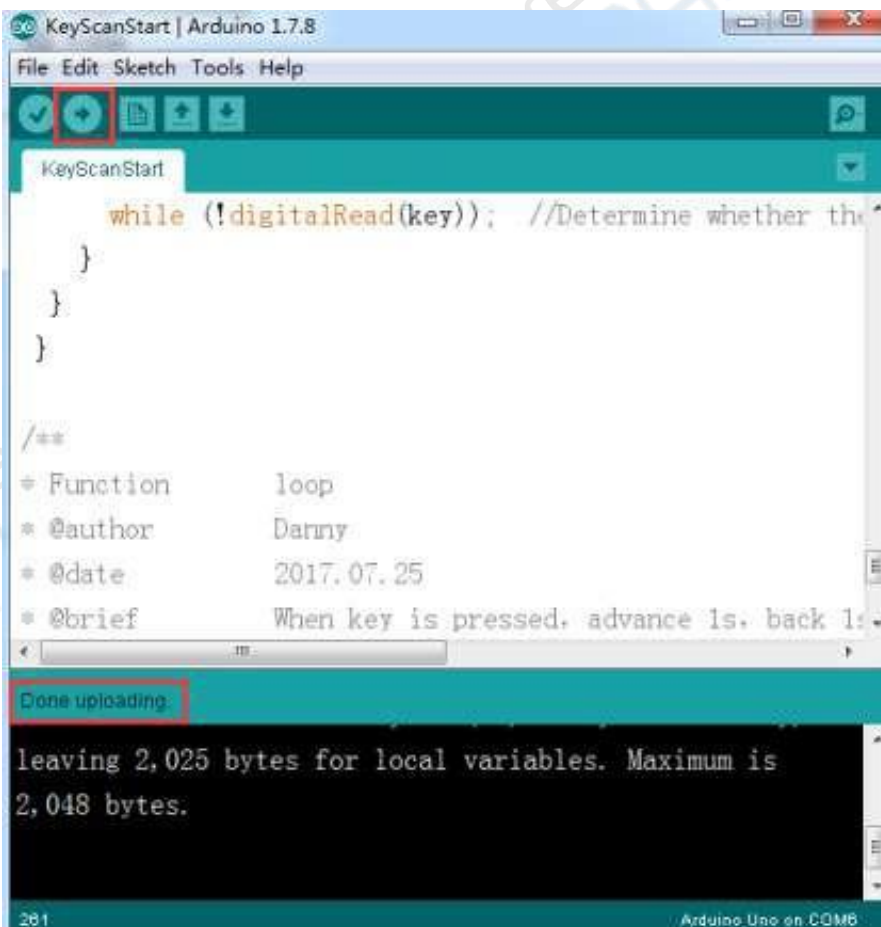 KeyScanStart | Arduino 1.7.8
File Edit Sketch Tools Help
KeyScanStart
while (!digitalRead(key)); //Determine whether the
}
}
}
/**
* Function loop
* @author Danny
* @date 2017.07.25
* @brief When key is pressed, advance 1s, back 1s
Done uploading.
leaving 2,025 bytes for local variables. Maximum is
2,048 bytes.
261 Arduino Uno on COM6